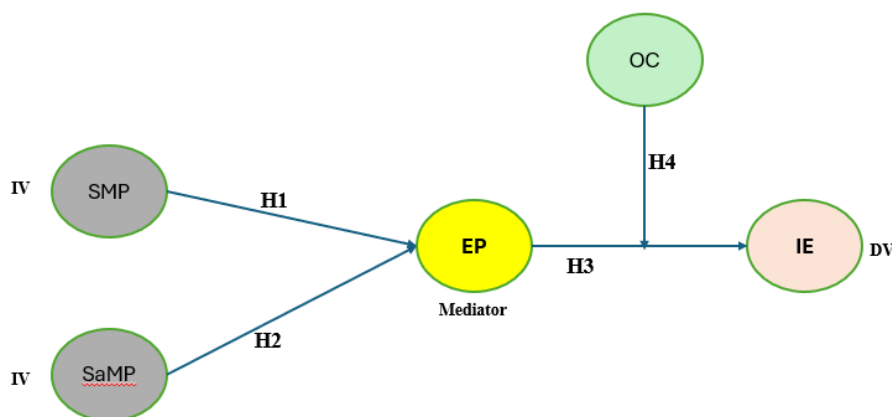 OC
H4
IV
SMP
H1
EP
H3
IE
DV
Mediator
H2
IV
SaMP